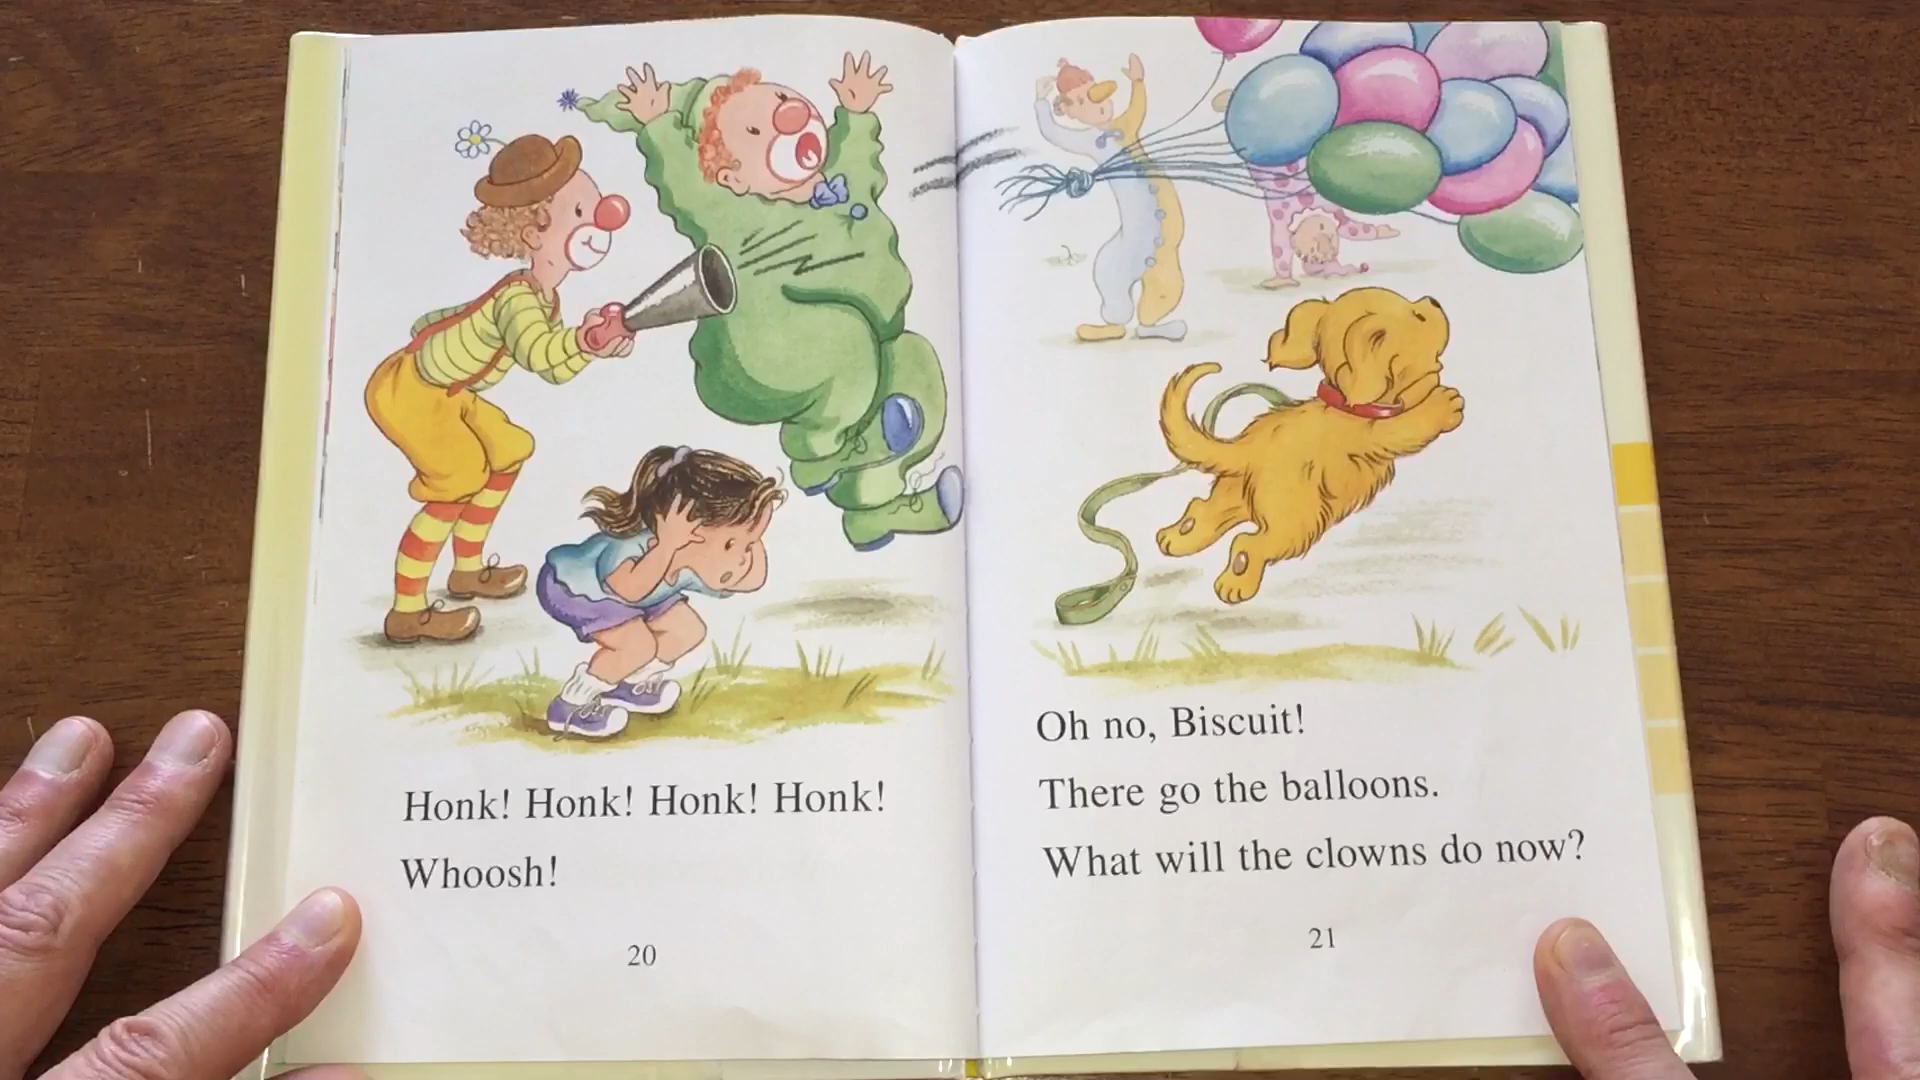 Honk! Honk! Honk! Honk!
Whoosh!
20
Oh no, Biscuit!
There go the balloons.
What will the clowns do now?
21